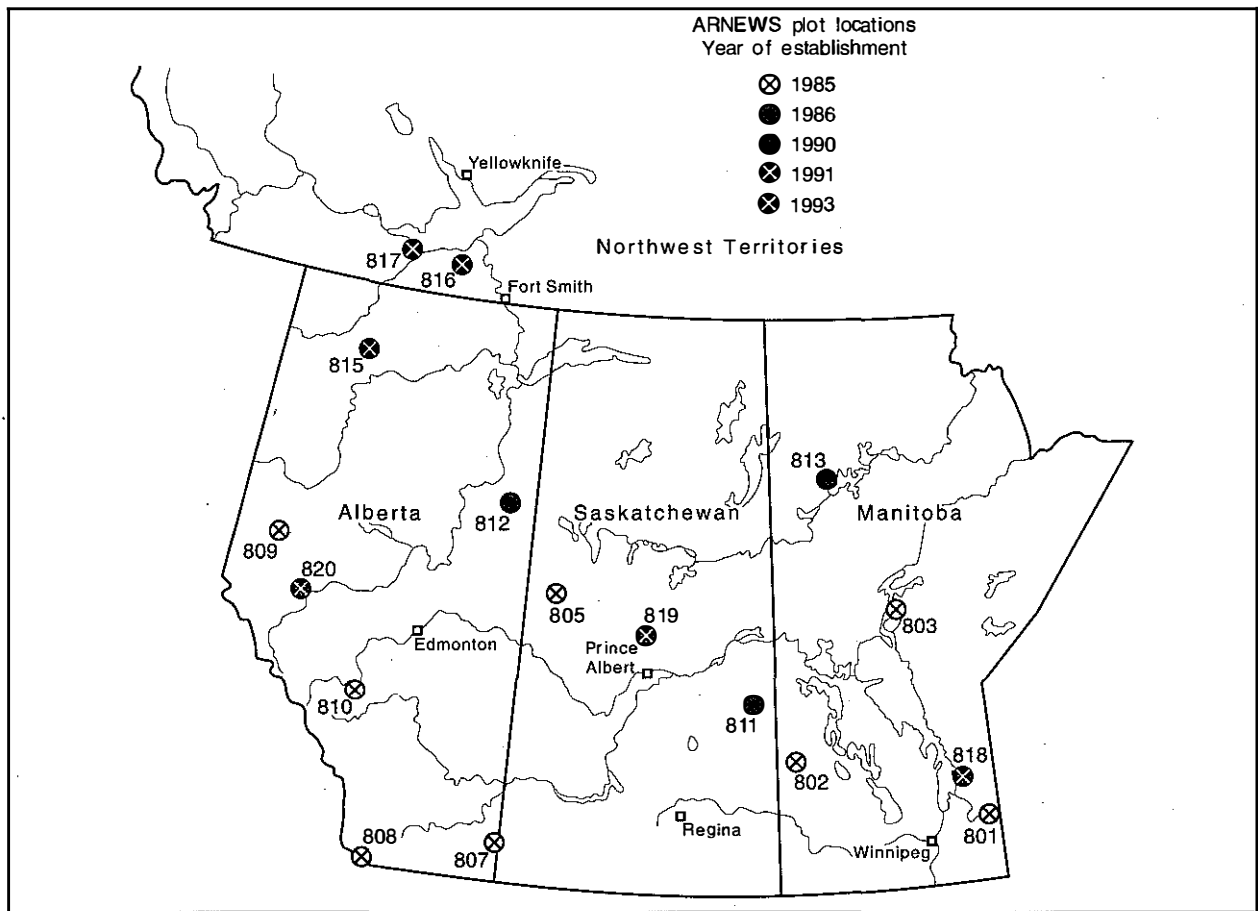 ARNEWS plot locations
Year of establishment
1985
1986
1990
1991
1993
Yellowknife
Northwest Territories
817
816
Fort Smith
815
813
Alberta
812
Saskatchewan
Manitoba
809
820
805
819
803
Edmonton
Prince
Albert
810
811
818
802
801
Regina
808
807
Winnipeg